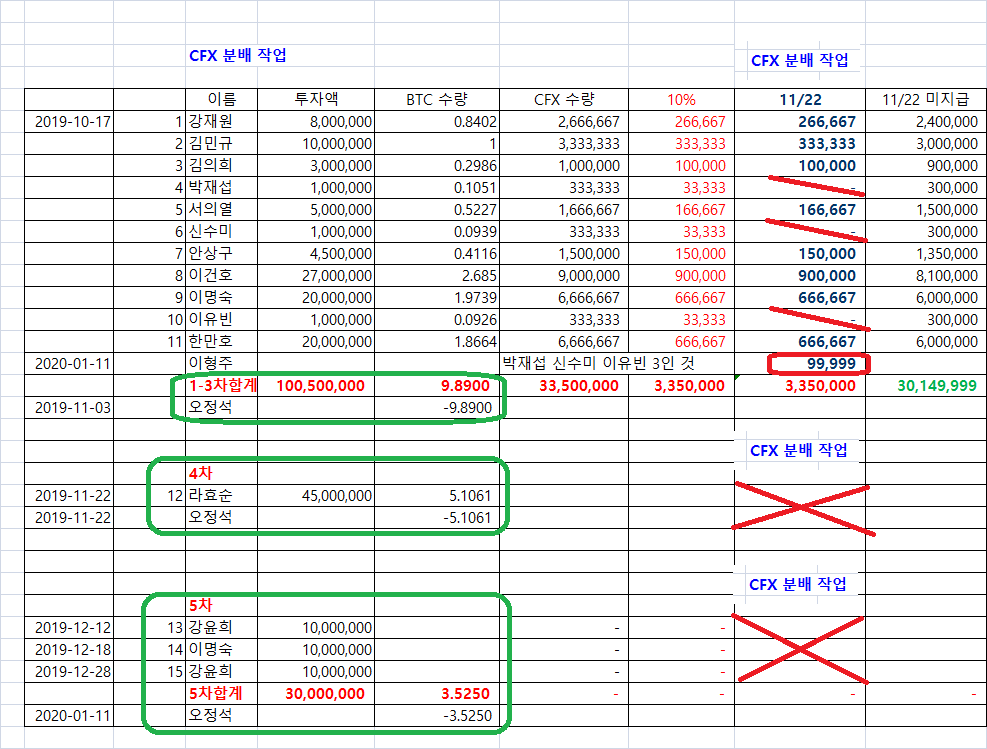 CFX 분배 작업 CFX 분배 작업
이름 투자액 BTC 수량 CFX 수량 10% 11/22 11/22 미지급
2019-10-17 1 강재원 8,000,000 0.8402 2,666,667 266,667 266,667 2,400,000
2 김민규 10,000,000 1 3,333,333 333,333 333,333 3,000,000
3 김의희 3,000,000 0.2986 1,000,000 100,000 100,000 900,000
4 박재섭 1,000,000 0.1051 333,333 33,333 - 300,000
5 서의열 5,000,000 0.5227 1,666,667 166,667 166,667 1,500,000
6 신수미 1,000,000 0.0939 333,333 33,333 - 300,000
7 안상구 4,500,000 0.4116 1,500,000 150,000 150,000 1,350,000
8 이건호 27,000,000 2.685 9,000,000 900,000 900,000 8,100,000
9 이명숙 20,000,000 1.9739 6,666,667 666,667 666,667 6,000,000
10 이유빈 1,000,000 0.0926 333,333 33,333 - 300,000
11 한만호 20,000,000 1.8664 6,666,667 666,667 666,667 6,000,000
2020-01-11 이형주 박재섭 신수미 이유빈 3인 것 99,999
1-3차합계 100,500,000 9.8900 33,500,000 3,350,000 3,350,000 30,149,999
2019-11-03 오정석 -9.8900
CFX 분배 작업
4차
2019-11-22 12 라효순 45,000,000 5.1061
2019-11-22 오정석 -5.1061
CFX 분배 작업
5차
2019-12-12 13 강윤희 10,000,000 - -
2019-12-18 14 이명숙 10,000,000 - -
2019-12-28 15 강윤희 10,000,000 - -
5차합계 30,000,000 3.5250 - - - -
2020-01-11 오정석 -3.5250